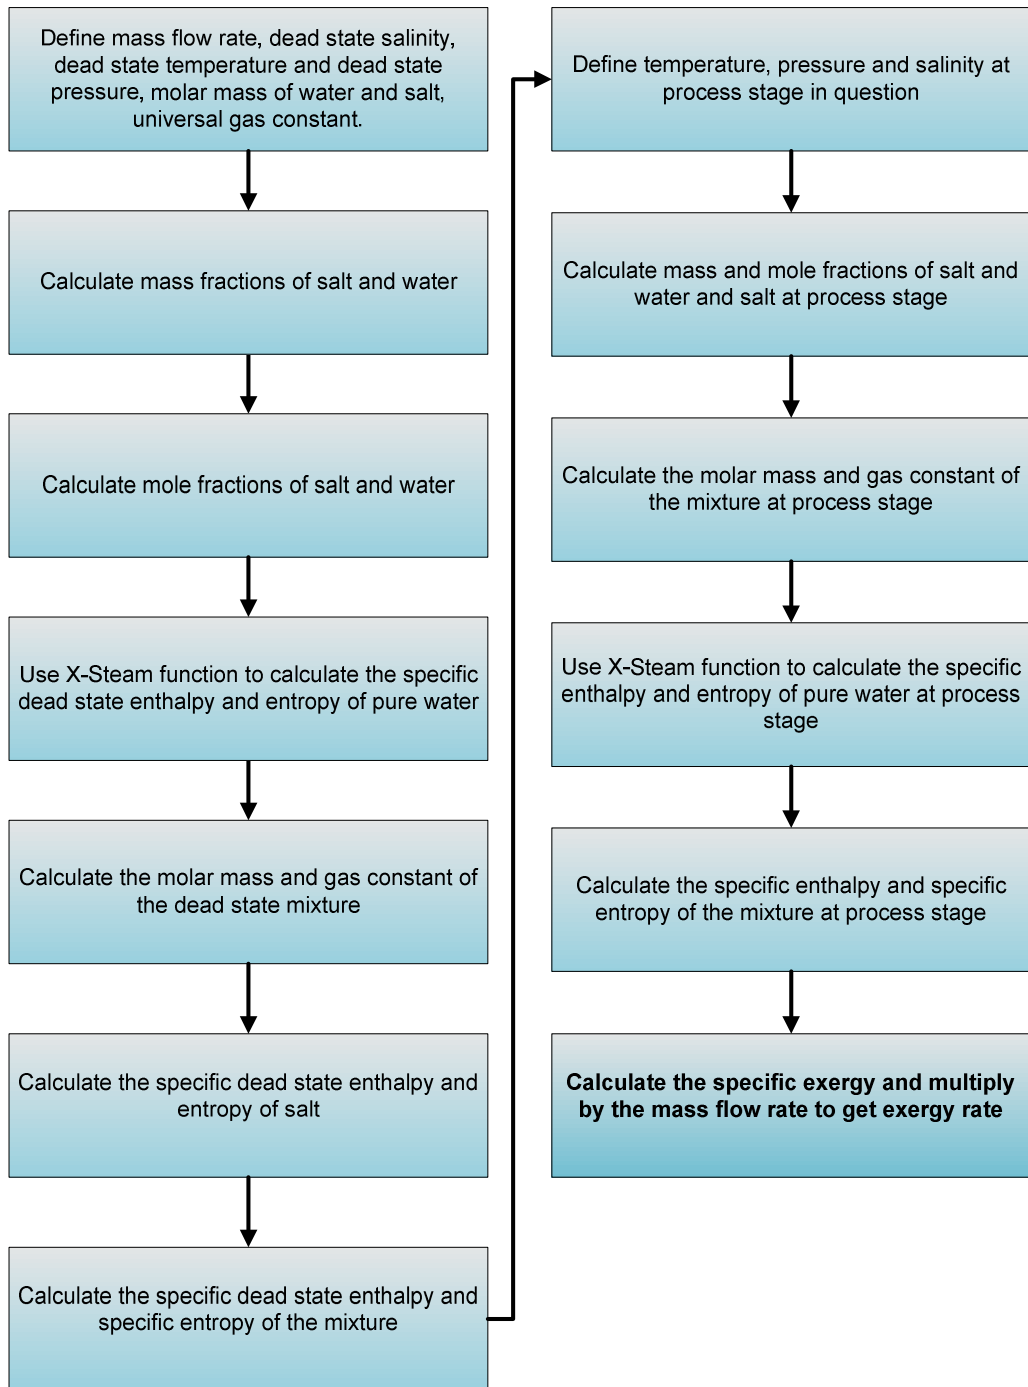 Define mass flow rate, dead state salinity,
dead state temperature and dead state
pressure, molar mass of water and salt,
universal gas constant.
Calculate mass fractions of salt and water
Calculate mole fractions of salt and water
Use X-Steam function to calculate the specific
dead state enthalpy and entropy of pure water
Calculate the molar mass and gas constant of
the dead state mixture
Calculate the specific dead state enthalpy and
entropy of salt
Calculate the specific dead state enthalpy and
specific entropy of the mixture
Define temperature, pressure and salinity at
process stage in question
Calculate mass and mole fractions of salt and
water and salt at process stage
Calculate the molar mass and gas constant of
the mixture at process stage
Use X-Steam function to calculate the specific
enthalpy and entropy of pure water at process
stage
Calculate the specific enthalpy and specific
entropy of the mixture at process stage
Calculate the specific exergy and multiply
by the mass flow rate to get exergy rate